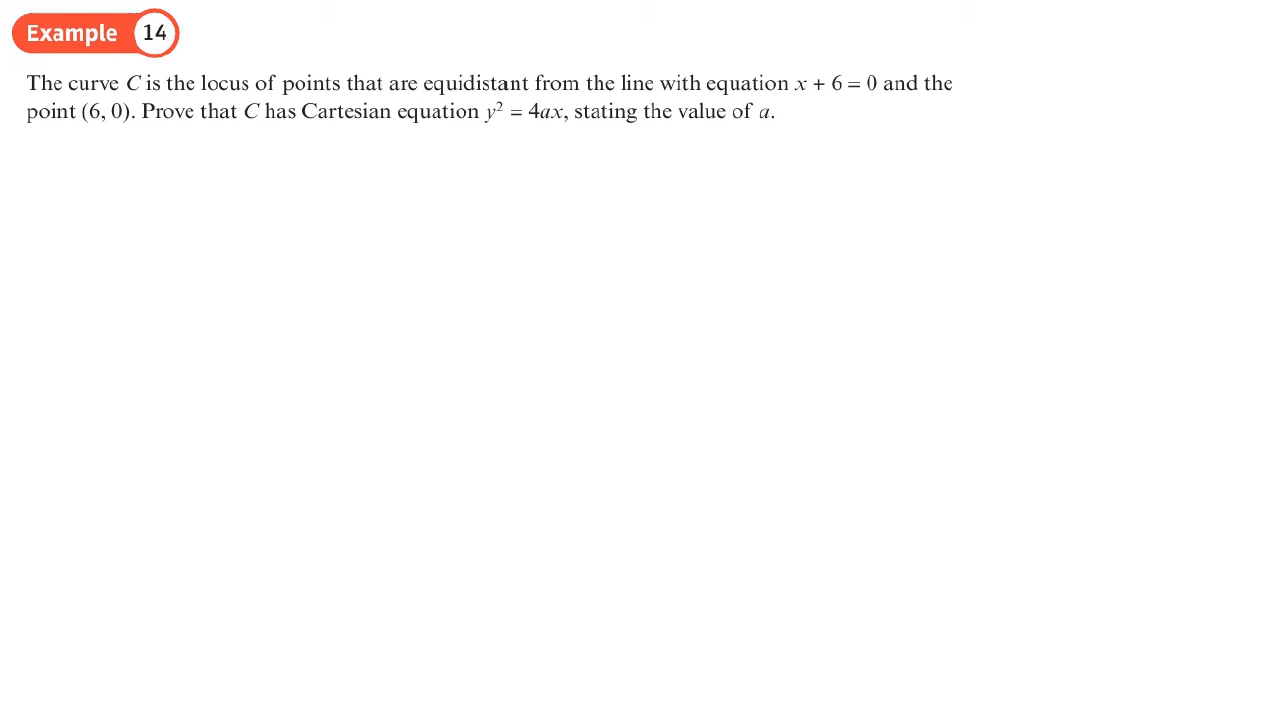 Example 14
The curve C is the locus of points that are equidistant from the line with equation x + 6 = 0 and the
point (6, 0). Prove that C has Cartesian equation y² = 4ax, stating the value of a.